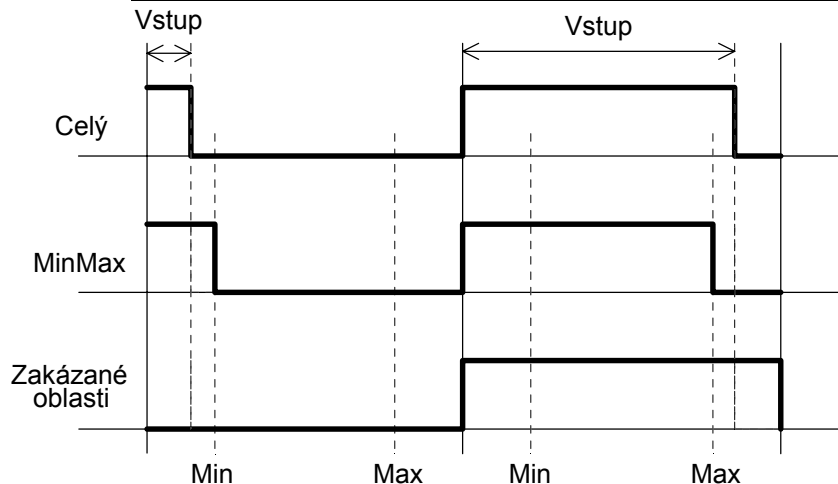 Vstup
Vstup
Celý
MinMax
Zakázané
oblasti
Min
Max
Min
Max